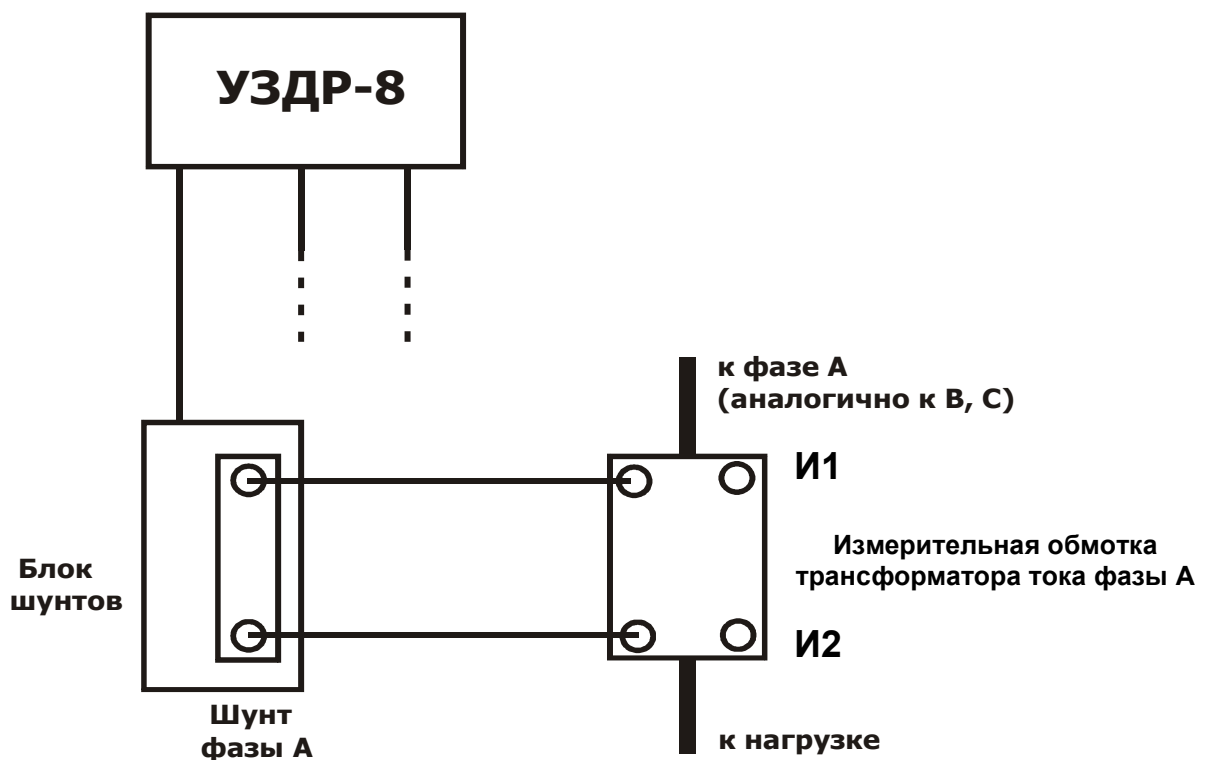 УЗДР-8
к фазе А
(аналогично к В, С)
И1
Измерительная обмотка
трансформатора тока фазы А
Блок
шунтов
И2
Шунт
фазы А
к нагрузке